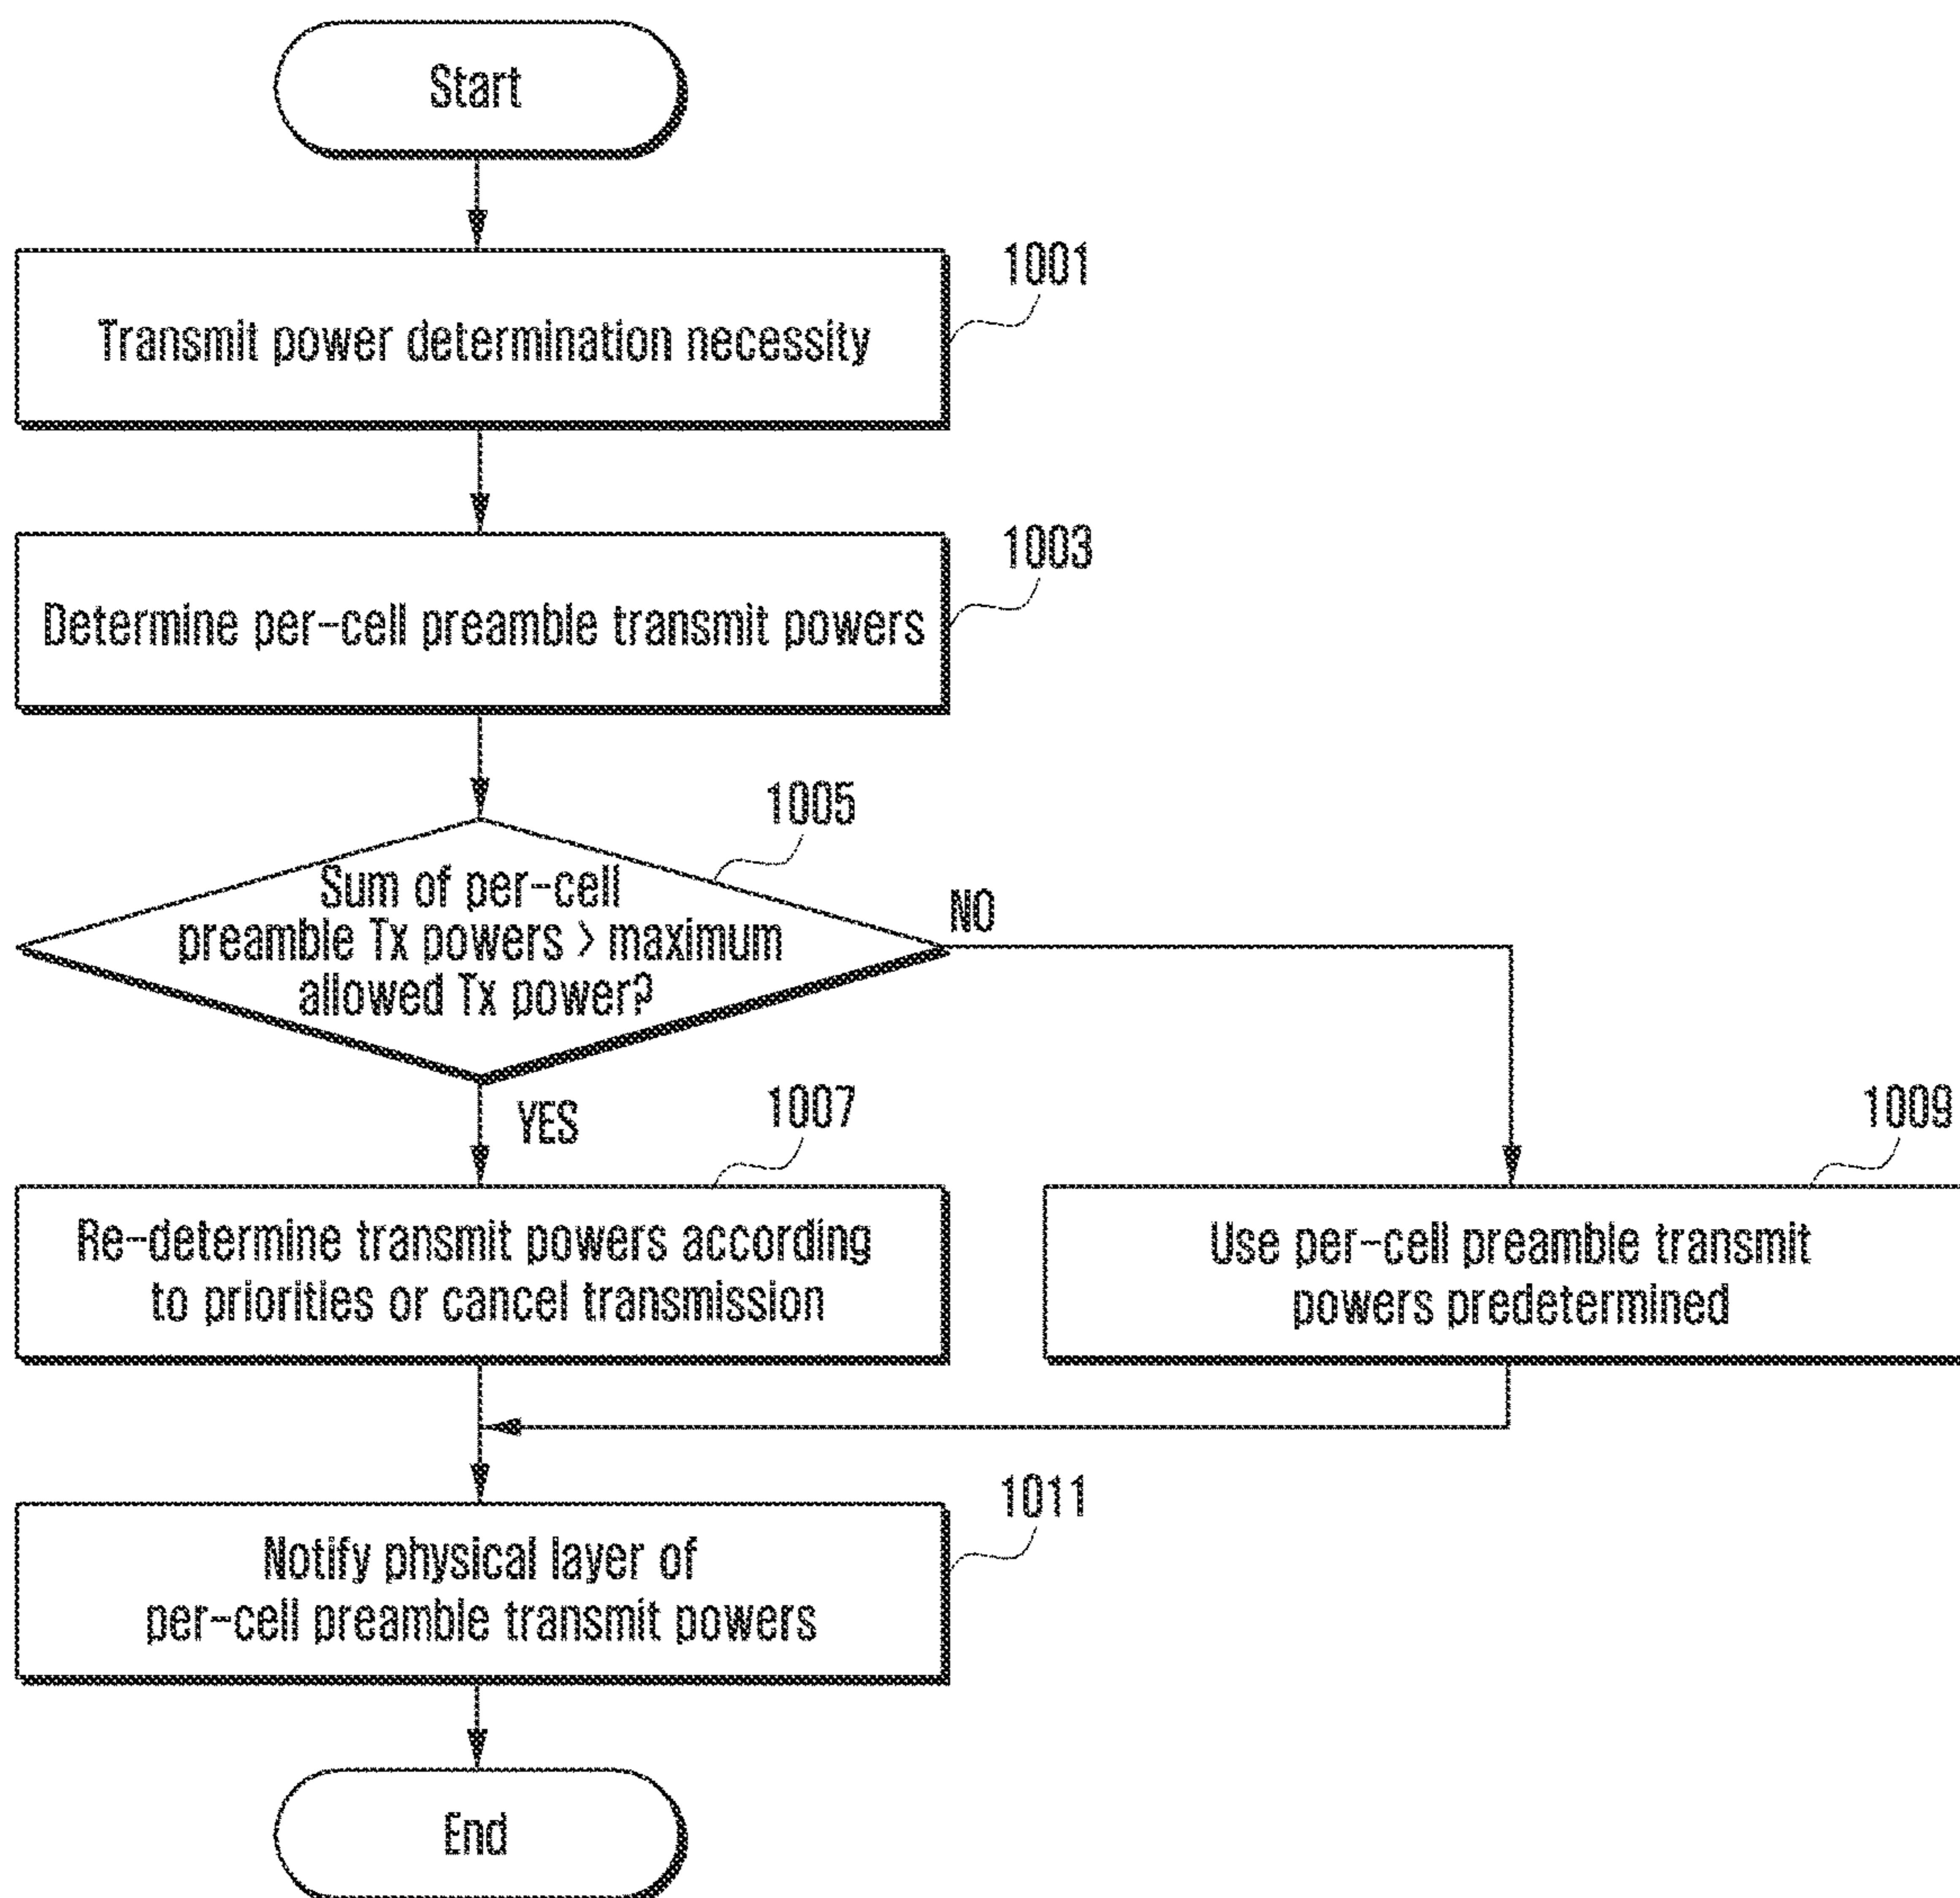 Start
1001
Transmit power determination necessity
1003
Determine per-cell preamble transmit powers
1005
Sum of per-cell
preamble Tx powers > maximum
allowed Tx power?
NO
YES
1007
1009
Re-determine transmit powers according
to priorities or cancel transmission
Use per-cell preamble transmit
powers predetermined
1011
Notify physical layer of
per-cell preamble transmit powers
End